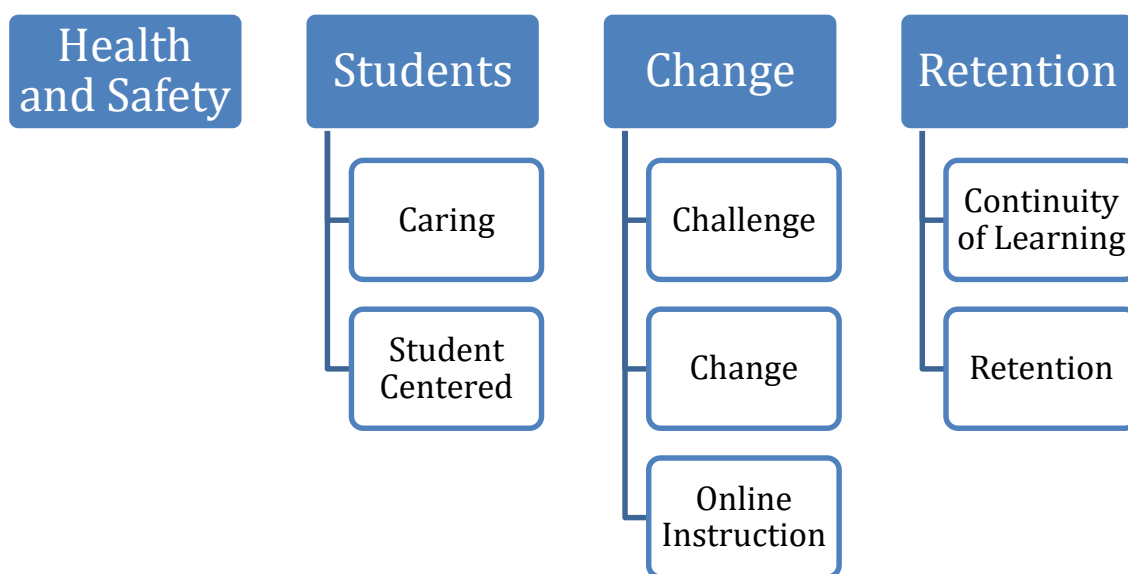 Health
and Safety
Students
Caring
Student
Centered
Change
Challenge
Change
Online
Instruction
Retention
Continuity
of Learning
Retention